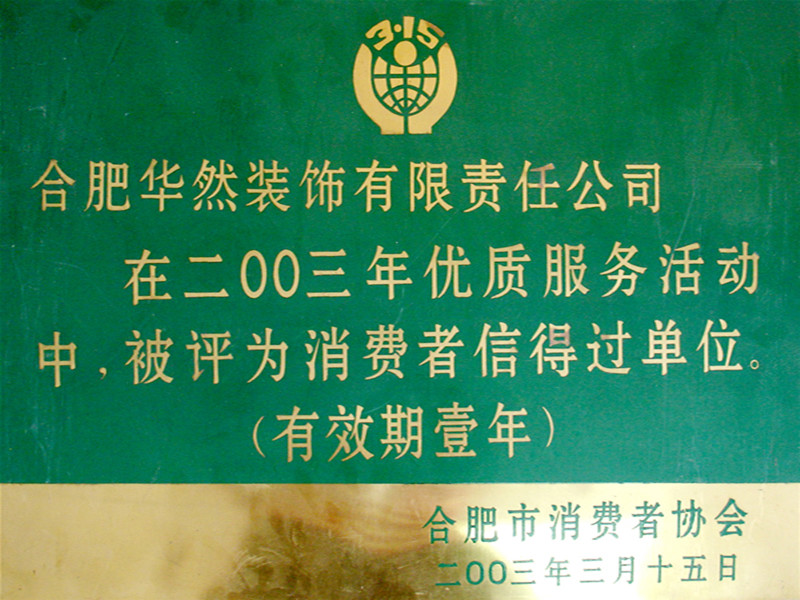 3·15
合肥华然装饰有限责任公司
在二00三年优质服务活动
中,被评为消费者信得过单位。
(有效期壹年)
合肥市消费者协会
二00三年三月十五日